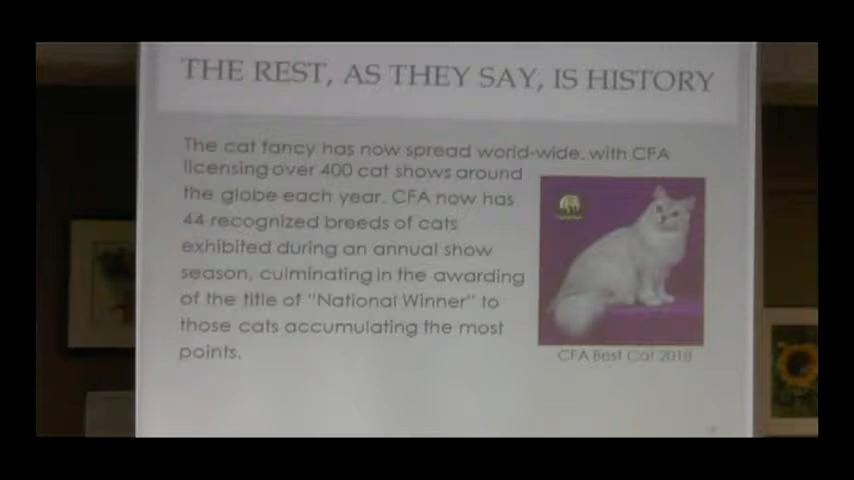 THE REST, AS THEY SAY, IS HISTORY
The cat fancy has now spread world-wide, with CFA
licensing over 400 cat shows around
the globe each year. CFA now has
44 recognized breeds of cats
exhibited during an annual show
season, culminating in the awarding
of the title of "National Winner" to
those cats accumulating the most
points.
CFA Best Cat 2018